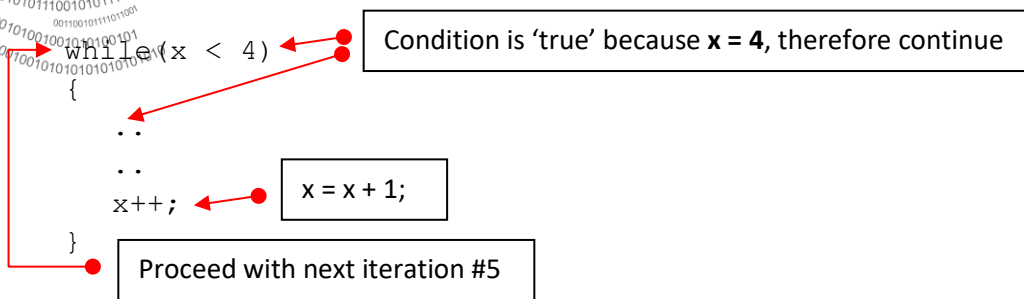 while(x < 4)
Condition is ‘true’ because x = 4, therefore continue
{
..
..
x++;
x = x + 1;
}
Proceed with next iteration #5